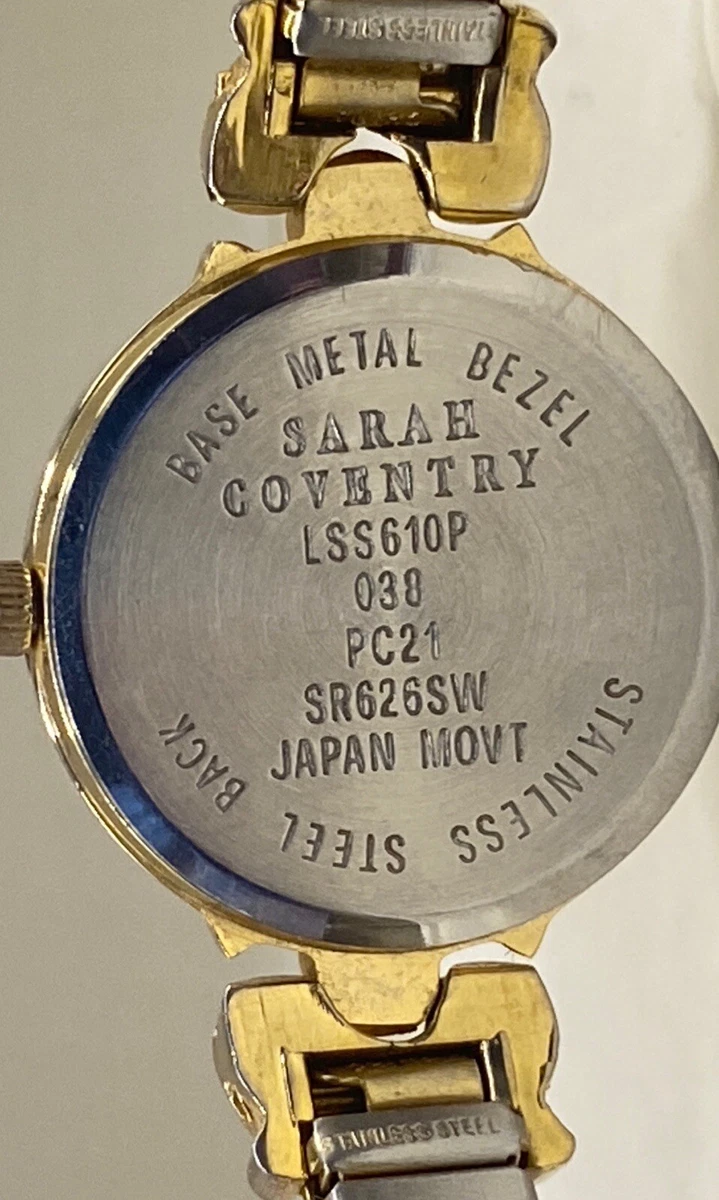 STAINLESS STEEL
BASE METAL BEZEL
SARAH
COVENTRY
LSS610P
038
PC21
SR626SW
JAPAN MOVT
STAINLESS STEEL BACK
STAINLESS STEEL